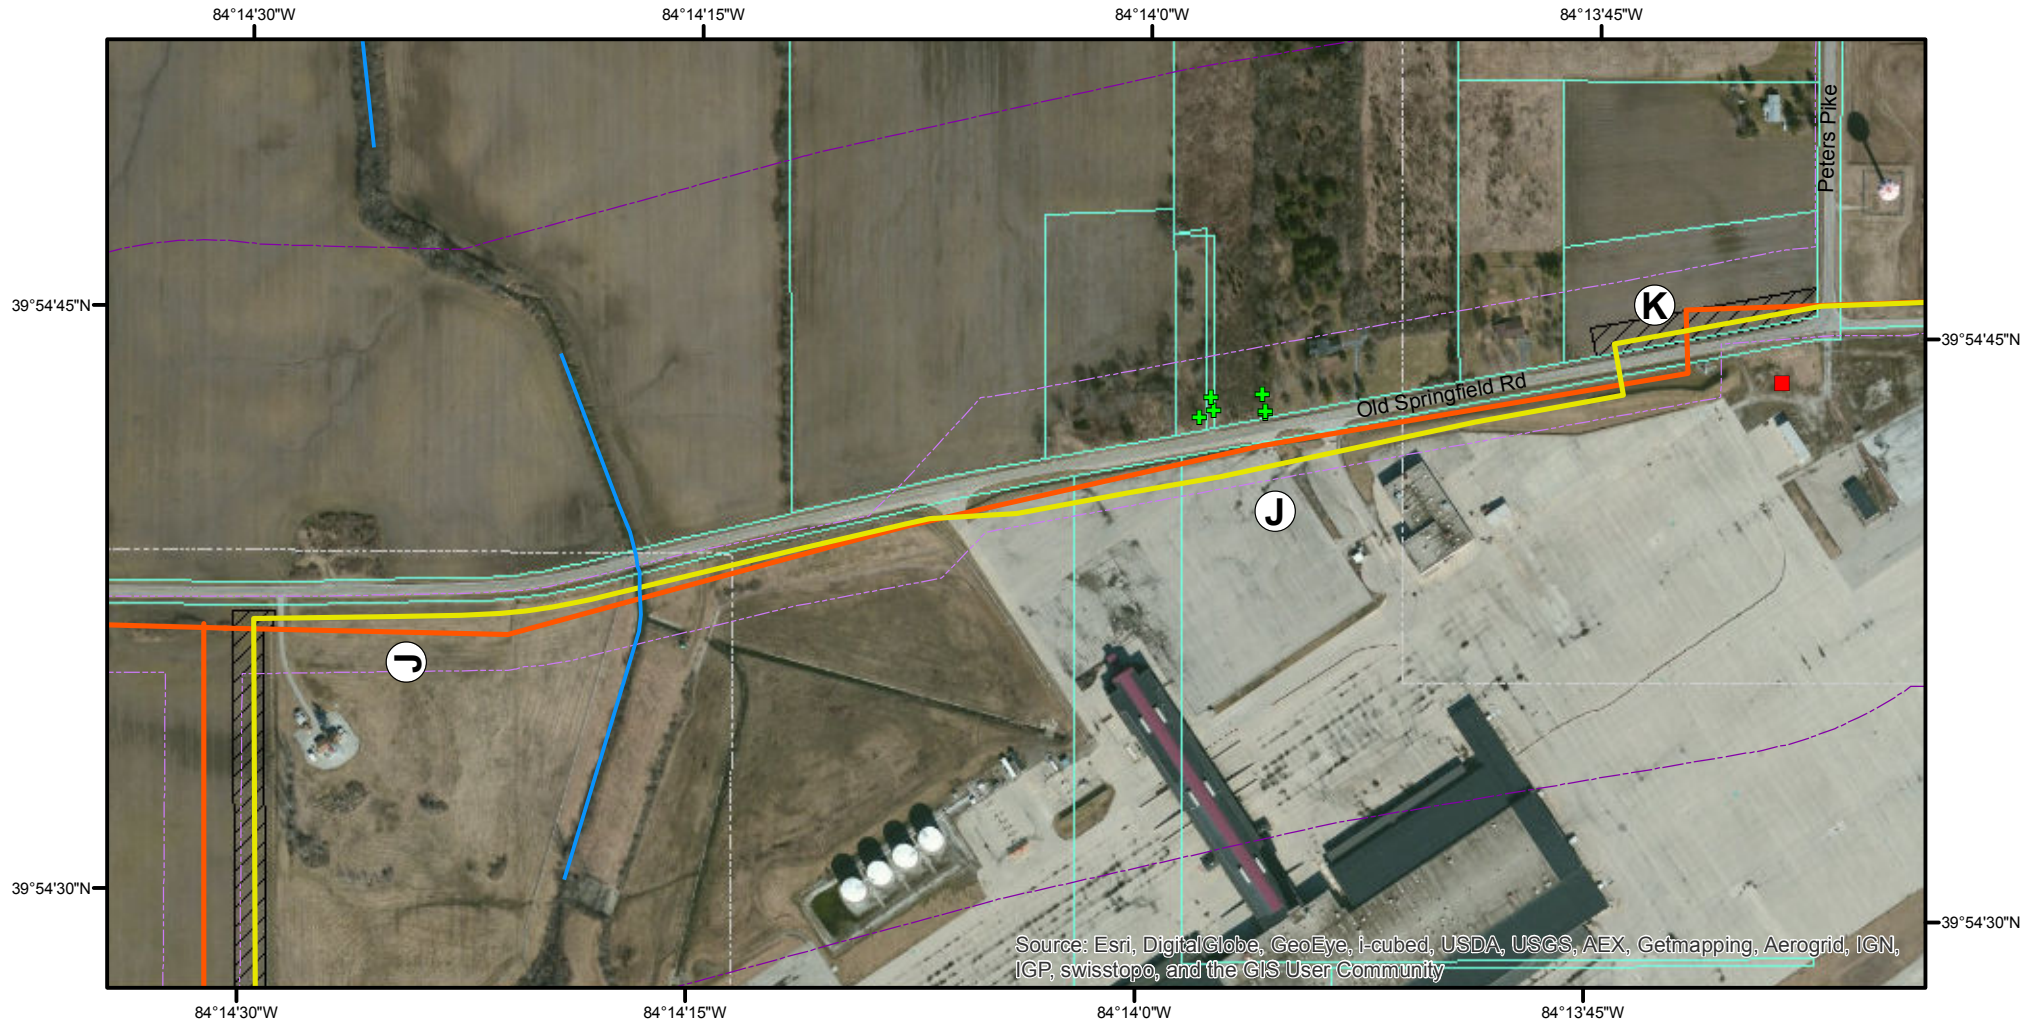 84°14'30"W 84°14'15"W 84°14'0"W 84°13'45"W
Peters Pike
39°54'45"N
K
39°54'45"N
Old Springfield Rd
J
J
39°54'30"N
39°54'30"N
Source: Esri, DigitalGlobe, GeoEye, i-cubed, USDA, USGS, AEX, Getmapping, Aerogrid, IGN,
IGP, swisstopo, and the GIS User Community
84°14'30"W 84°14'15"W 84°14'0"W 84°13'45"W